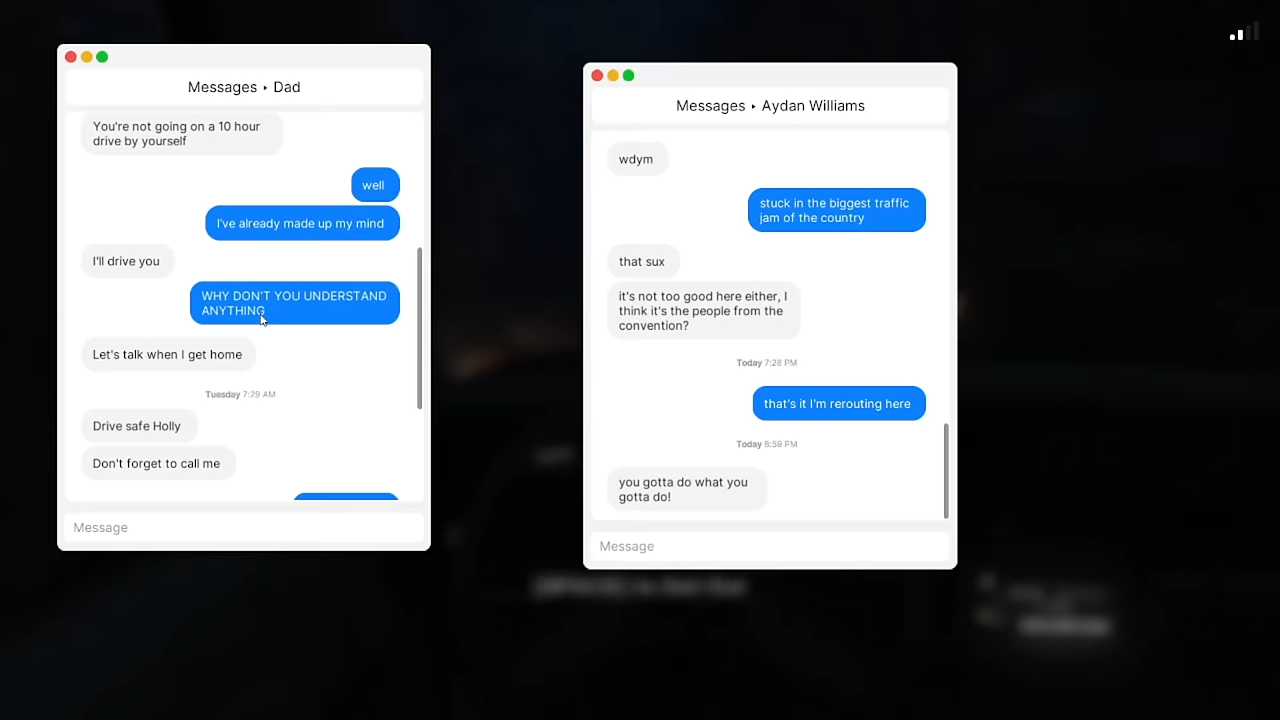 Messages ▸ Dad
You're not going on a 10 hour
drive by yourself
well
I've already made up my mind
I'll drive you
WHY DON'T YOU UNDERSTAND
ANYTHING
Let's talk when I get home
Tuesday 7:29 AM
Drive safe Holly
Don't forget to call me
Message
Messages ▸ Aydan Williams
wdym
stuck in the biggest traffic
jam of the country
that sux
it's not too good here either, I
think it's the people from the
convention?
Today 7:28 PM
that's it I'm rerouting here
Today 8:59 PM
you gotta do what you
gotta do!
Message